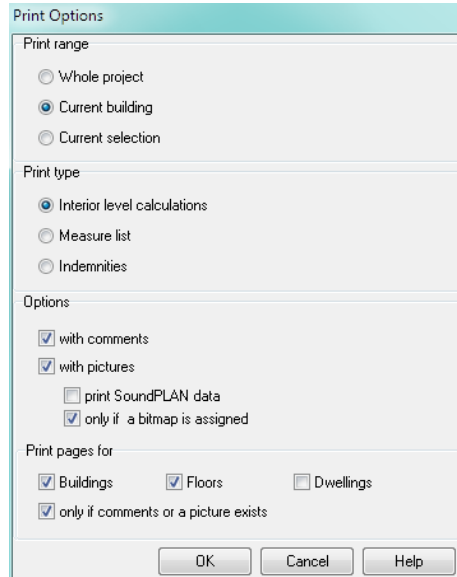 Print Options
Print range
Whole project
Current building
Current selection
Print type
Interior level calculations
Measure list
Indemnities
Options
with comments
with pictures
print SoundPLAN data
only if a bitmap is assigned
Print pages for
Buildings Floors Dwellings
only if comments or a picture exists
OK Cancel Help